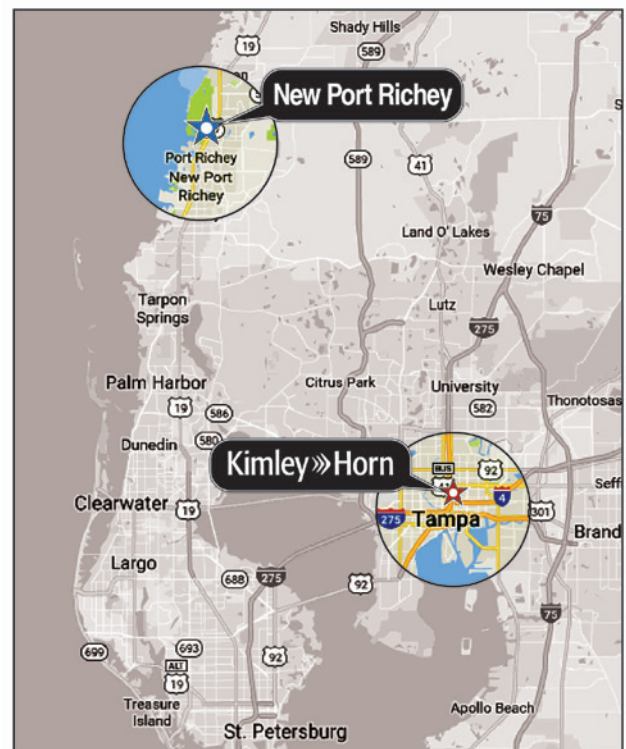 Shady Hills
19
589
New Port Richey
Port Richey
New Port
Richey
589
41
75
Land O' Lakes
Wesley Chapel
Tarpon
Springs
Lutz
275
Palm Harbor
Citrus Park
University
19
586
582
Thonotosas
Dunedin
580
Kimley»Horn
BUS
41
92
Seff
4
Clearwater
19
275
Tampa
301
Brand
Largo
688
275
92
75
699
693
92
ALT
19
Treasure
Island
Apollo Beach
St. Petersburg